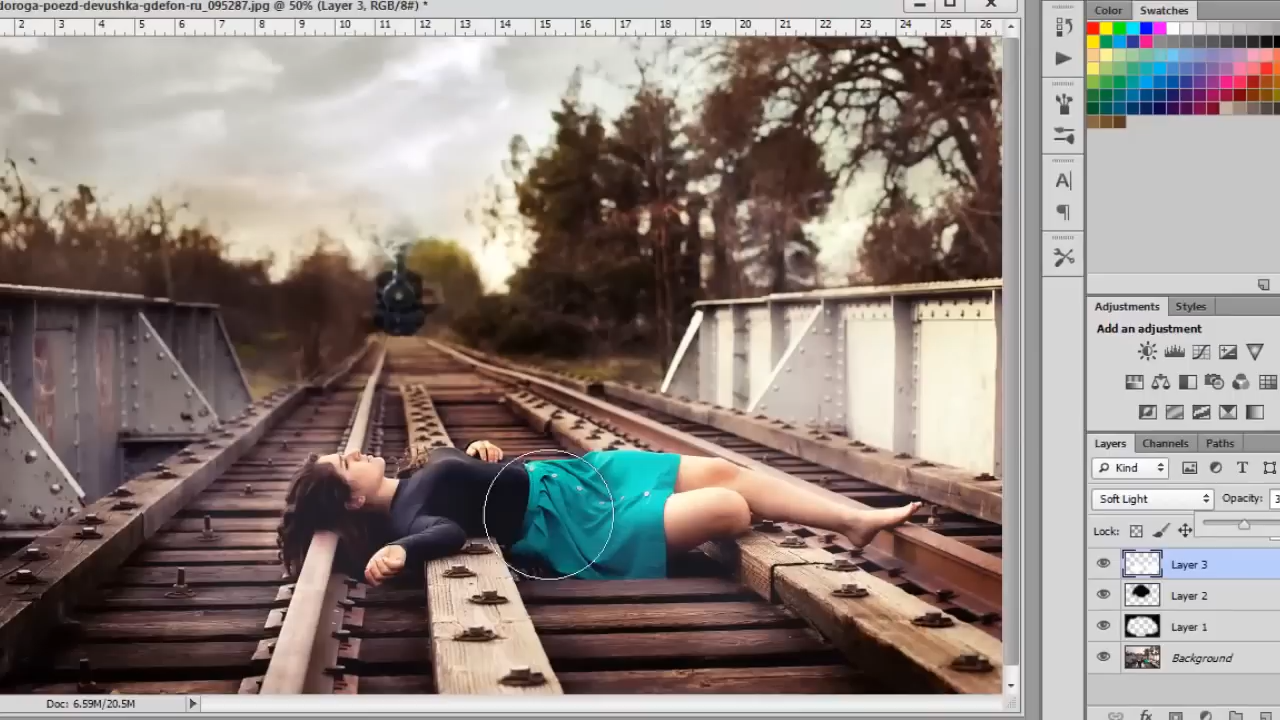 doroga-poezd-devushka-gdefon-ru_095287.jpg @ 50% (Layer 3, RGB/8#) *
2 3 4 5 6 7 8 9 10 11 12 13 14 15 16 17 18 19 20 21 22 23 24 25 26
Color Swatches
A
Adjustments Styles
Add an adjustment
Layers Channels Paths
Kind T
Soft Light Opacity: 3
Lock:
Layer 3
Layer 2
Layer 1
Background
Doc: 6.59M/20.5M
fx